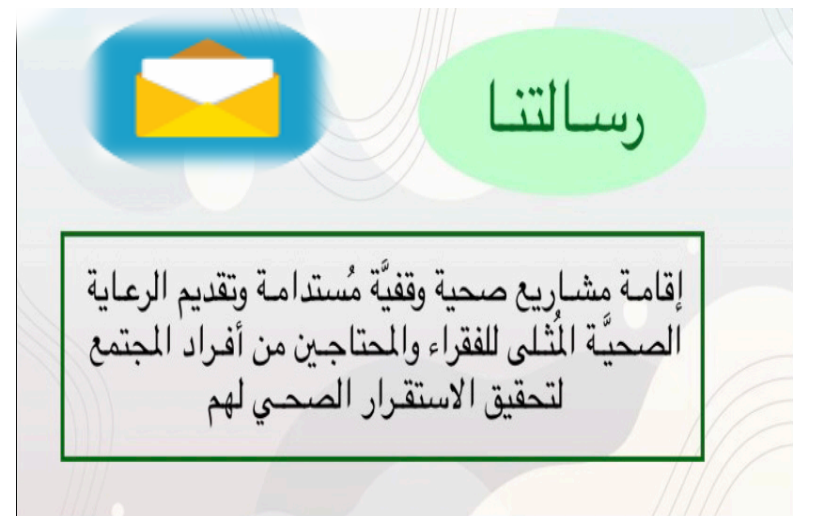 رسالتنا
إقامة مشاريع صحية وقفيَّة مُستدامة وتقديم الرعاية
الصحيَّة المُثلى للفقراء والمحتاجين من أفراد المجتمع
لتحقيق الاستقرار الصحي لهم